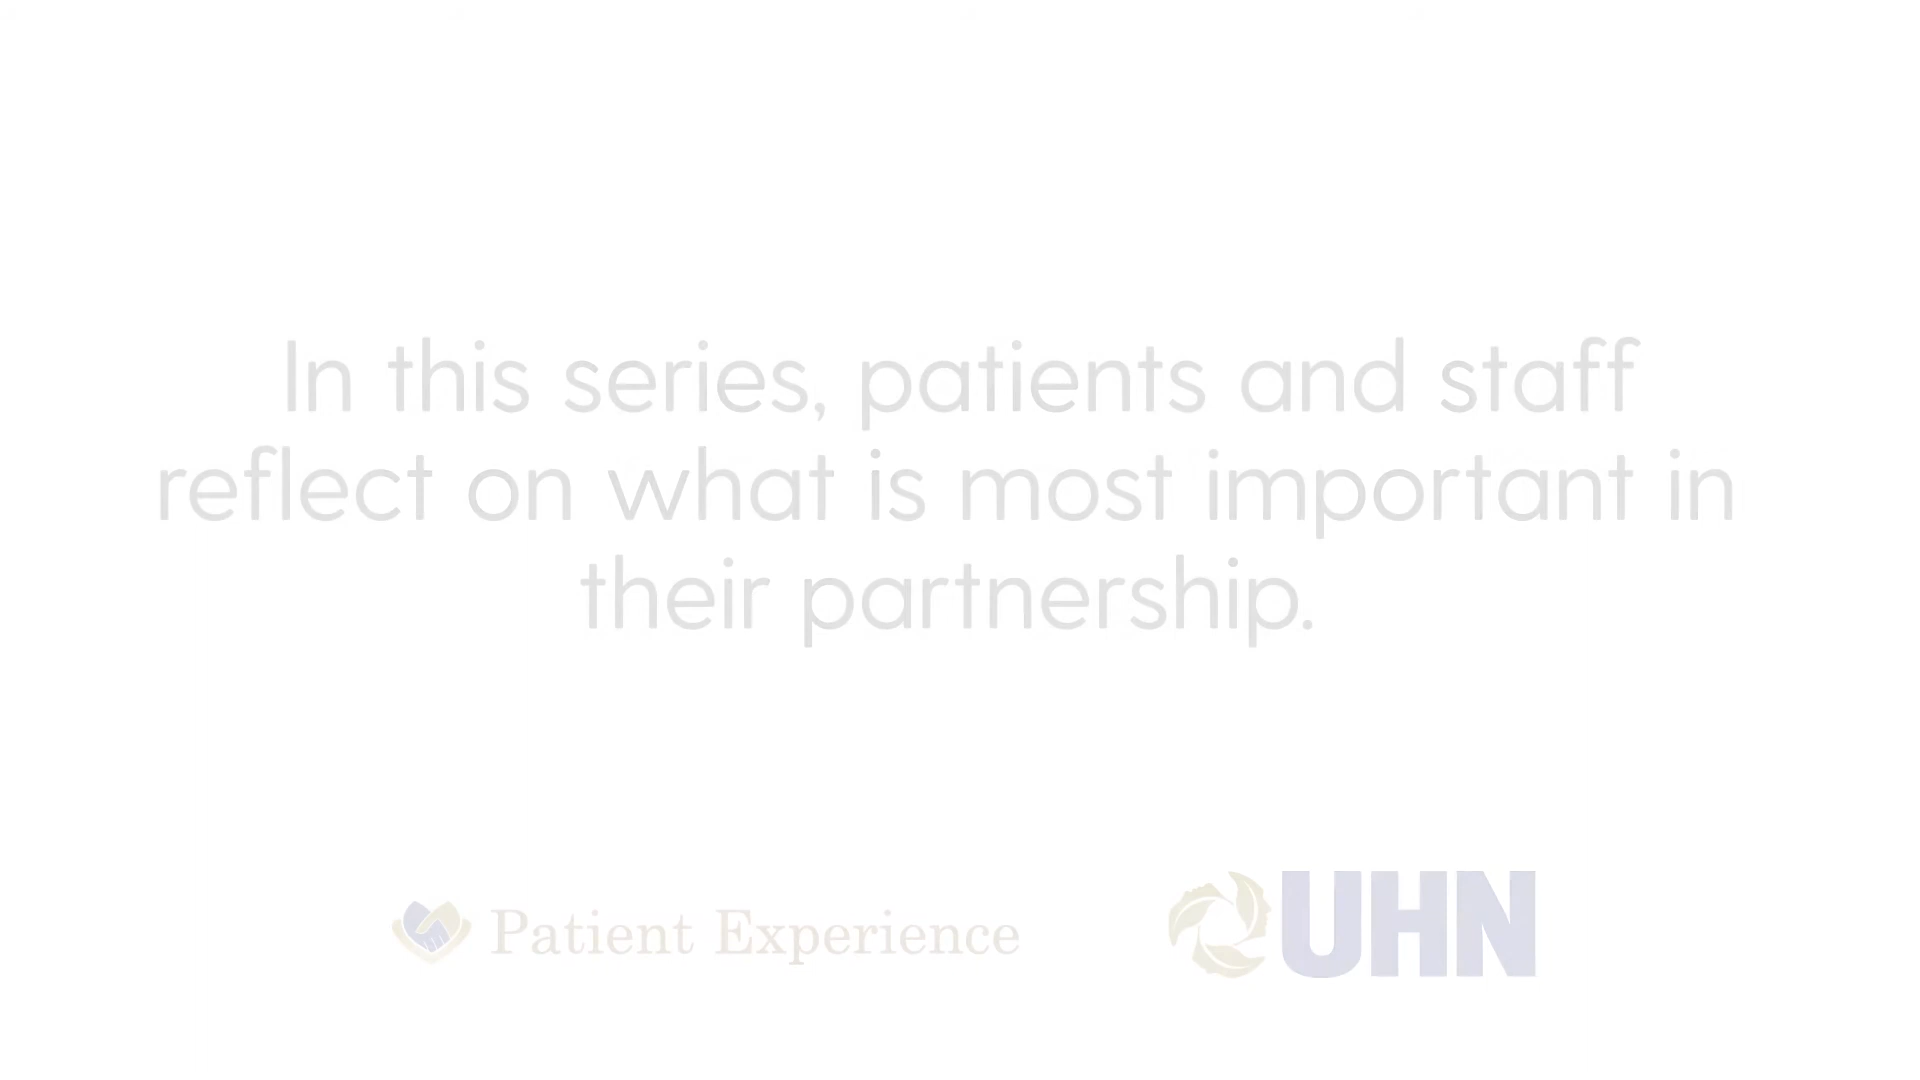 In this series, patients and staff
reflect on what is most important in
their partnership.
Patient Experience
UHN